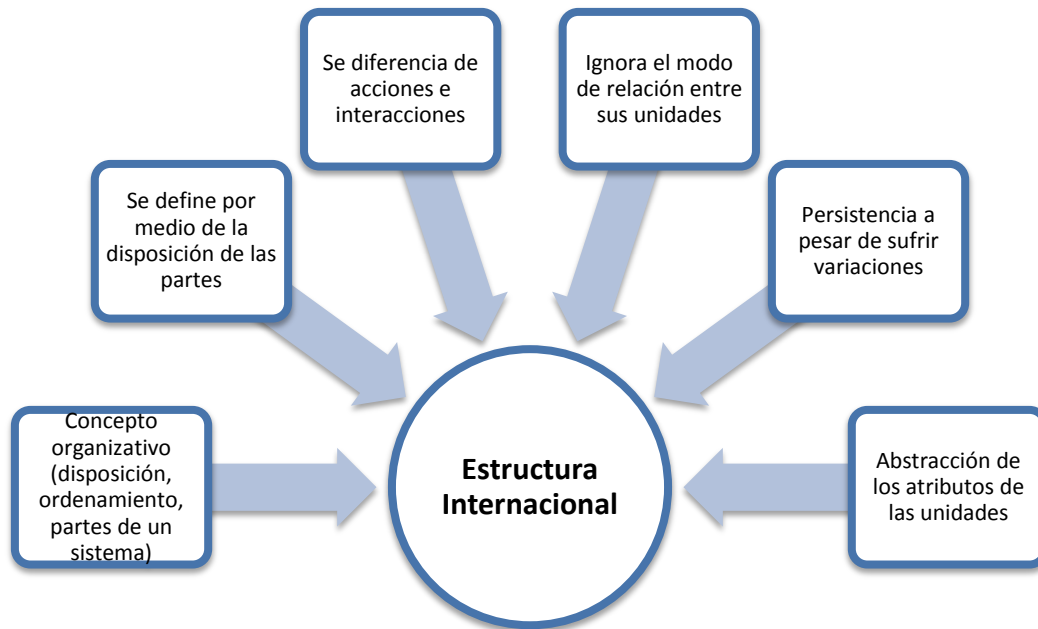 Se diferencia de
acciones e
interacciones
Ignora el modo
de relación entre
sus unidades
Se define por
medio de la
disposición de las
partes
Persistencia a
pesar de sufrir
variaciones
Concepto
organizativo
(disposición,
ordenamiento,
partes de un
sistema)
Estructura
Internacional
Abstracción de
los atributos de
las unidades